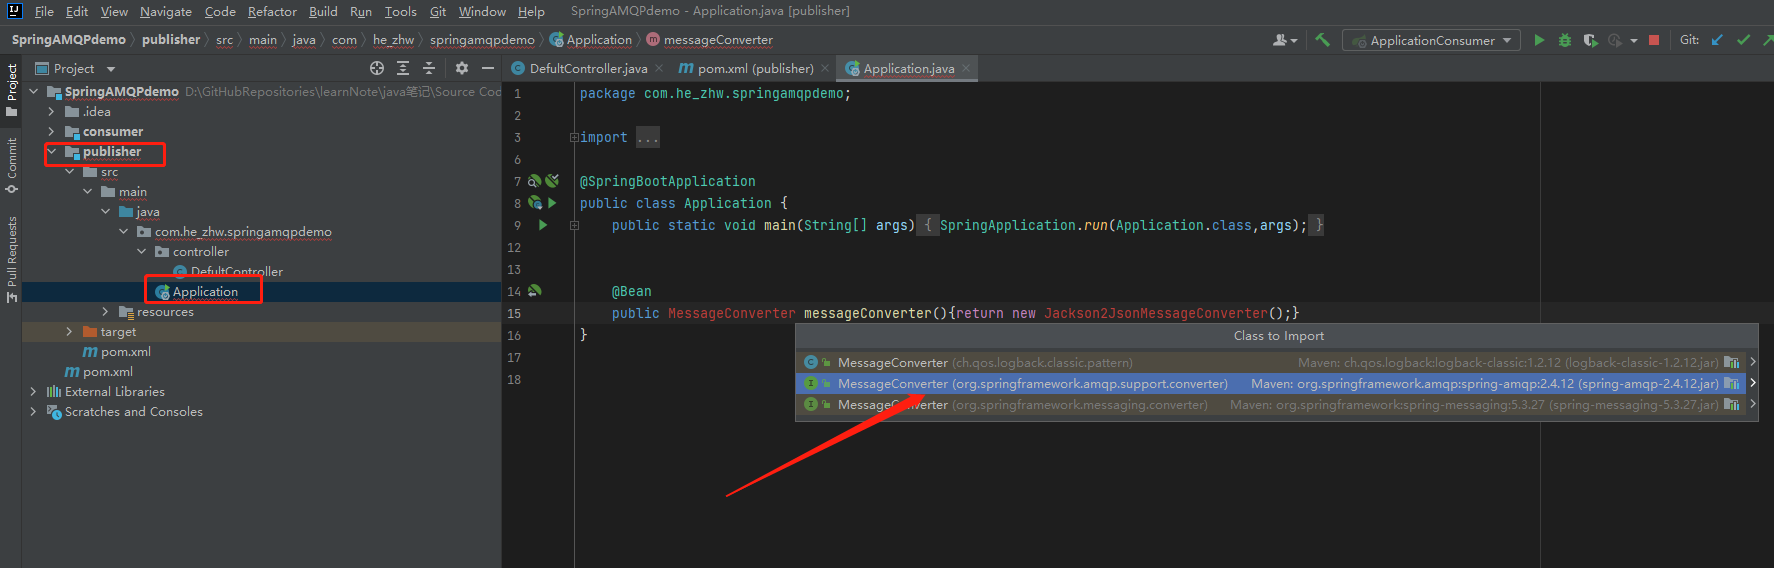 File Edit View Navigate Code Refactor Build Run Tools Git Window Help SpringAMQPdemo - Application.java [publisher]
SpringAMQPdemo publisher src main java com he_zhw springamqpdemo Application messageConverter ApplicationConsumer Git:
Project
DefultController.java pom.xml (publisher) Application.java
Project
Commit
Pull Requests
SpringAMQPdemo D:\GitHubRepositories\learnNote\java笔记\Source Cod
.idea
consumer
publisher
src
main
java
com.he_zhw.springamqpdemo
controller
DefultController
Application
resources
target
pom.xml
pom.xml
External Libraries
Scratches and Consoles
1 package com.he_zhw.springamqpdemo;
2
3 import ...
6
7 @SpringBootApplication
8 public class Application {
9 public static void main(String[] args) { SpringApplication.run(Application.class,args); }
12
13
14 @Bean
15 public MessageConverter messageConverter(){return new Jackson2JsonMessageConverter();}
16 }
17
18
Class to Import
MessageConverter (ch.qos.logback.classic.pattern) Maven: ch.qos.logback:logback-classic:1.2.12 (logback-classic-1.2.12.jar)
MessageConverter (org.springframework.amqp.support.converter) Maven: org.springframework.amqp:spring-amqp:2.4.12 (spring-amqp-2.4.12.jar)
MessageConverter (org.springframework.messaging.converter) Maven: org.springframework:spring-messaging:5.3.27 (spring-messaging-5.3.27.jar)